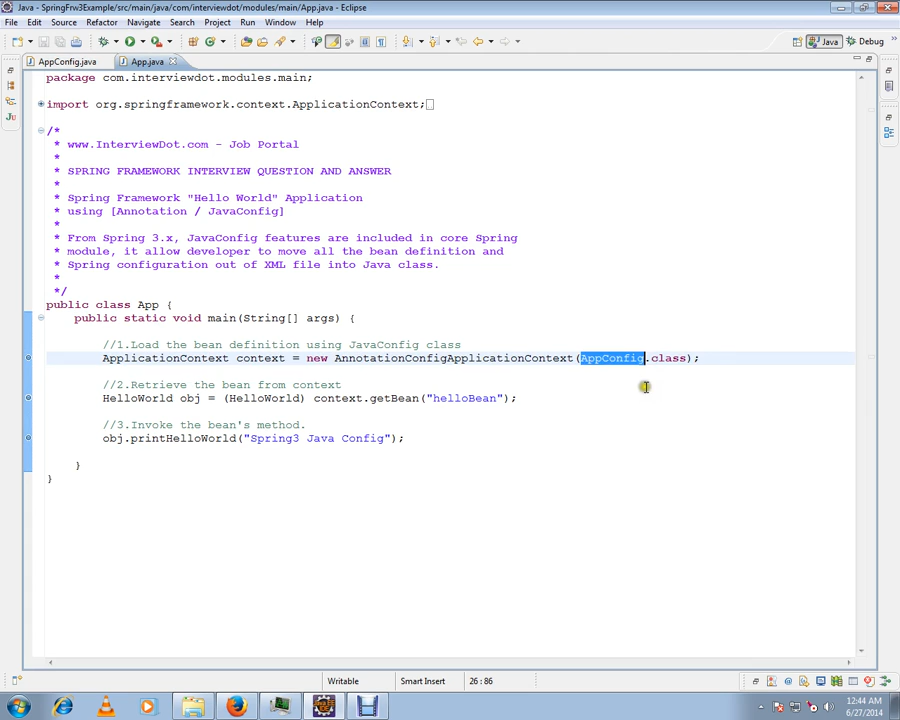 Java - SpringFrw3Example/src/main/java/com/interviewdot/modules/main/App.java - Eclipse
File Edit Source Refactor Navigate Search Project Run Window Help
Java Debug
AppConfig.java App.java
package com.interviewdot.modules.main;
import org.springframework.context.ApplicationContext;
/*
* www.InterviewDot.com - Job Portal
*
* SPRING FRAMEWORK INTERVIEW QUESTION AND ANSWER
*
* Spring Framework "Hello World" Application
* using [Annotation / JavaConfig]
*
* From Spring 3.x, JavaConfig features are included in core Spring
* module, it allow developer to move all the bean definition and
* Spring configuration out of XML file into Java class.
*
*/
public class App {
public static void main(String[] args) {
//1.Load the bean definition using JavaConfig class
ApplicationContext context = new AnnotationConfigApplicationContext(AppConfig.class);
//2.Retrieve the bean from context
HelloWorld obj = (HelloWorld) context.getBean("helloBean");
//3.Invoke the bean's method.
obj.printHelloWorld("Spring3 Java Config");
}
}
Writable Smart Insert 26 : 86
12:44 AM
6/27/2014